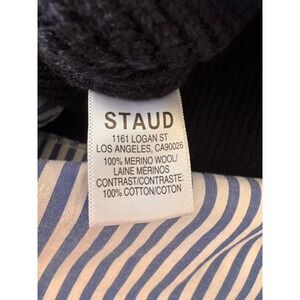 STAUD
1161 LOGAN ST
LOS ANGELES, CA90026
100% MERINO WOOL/
LAINE MERINOS
CONTRAST/CONTRASTE:
100% COTTON/COTON